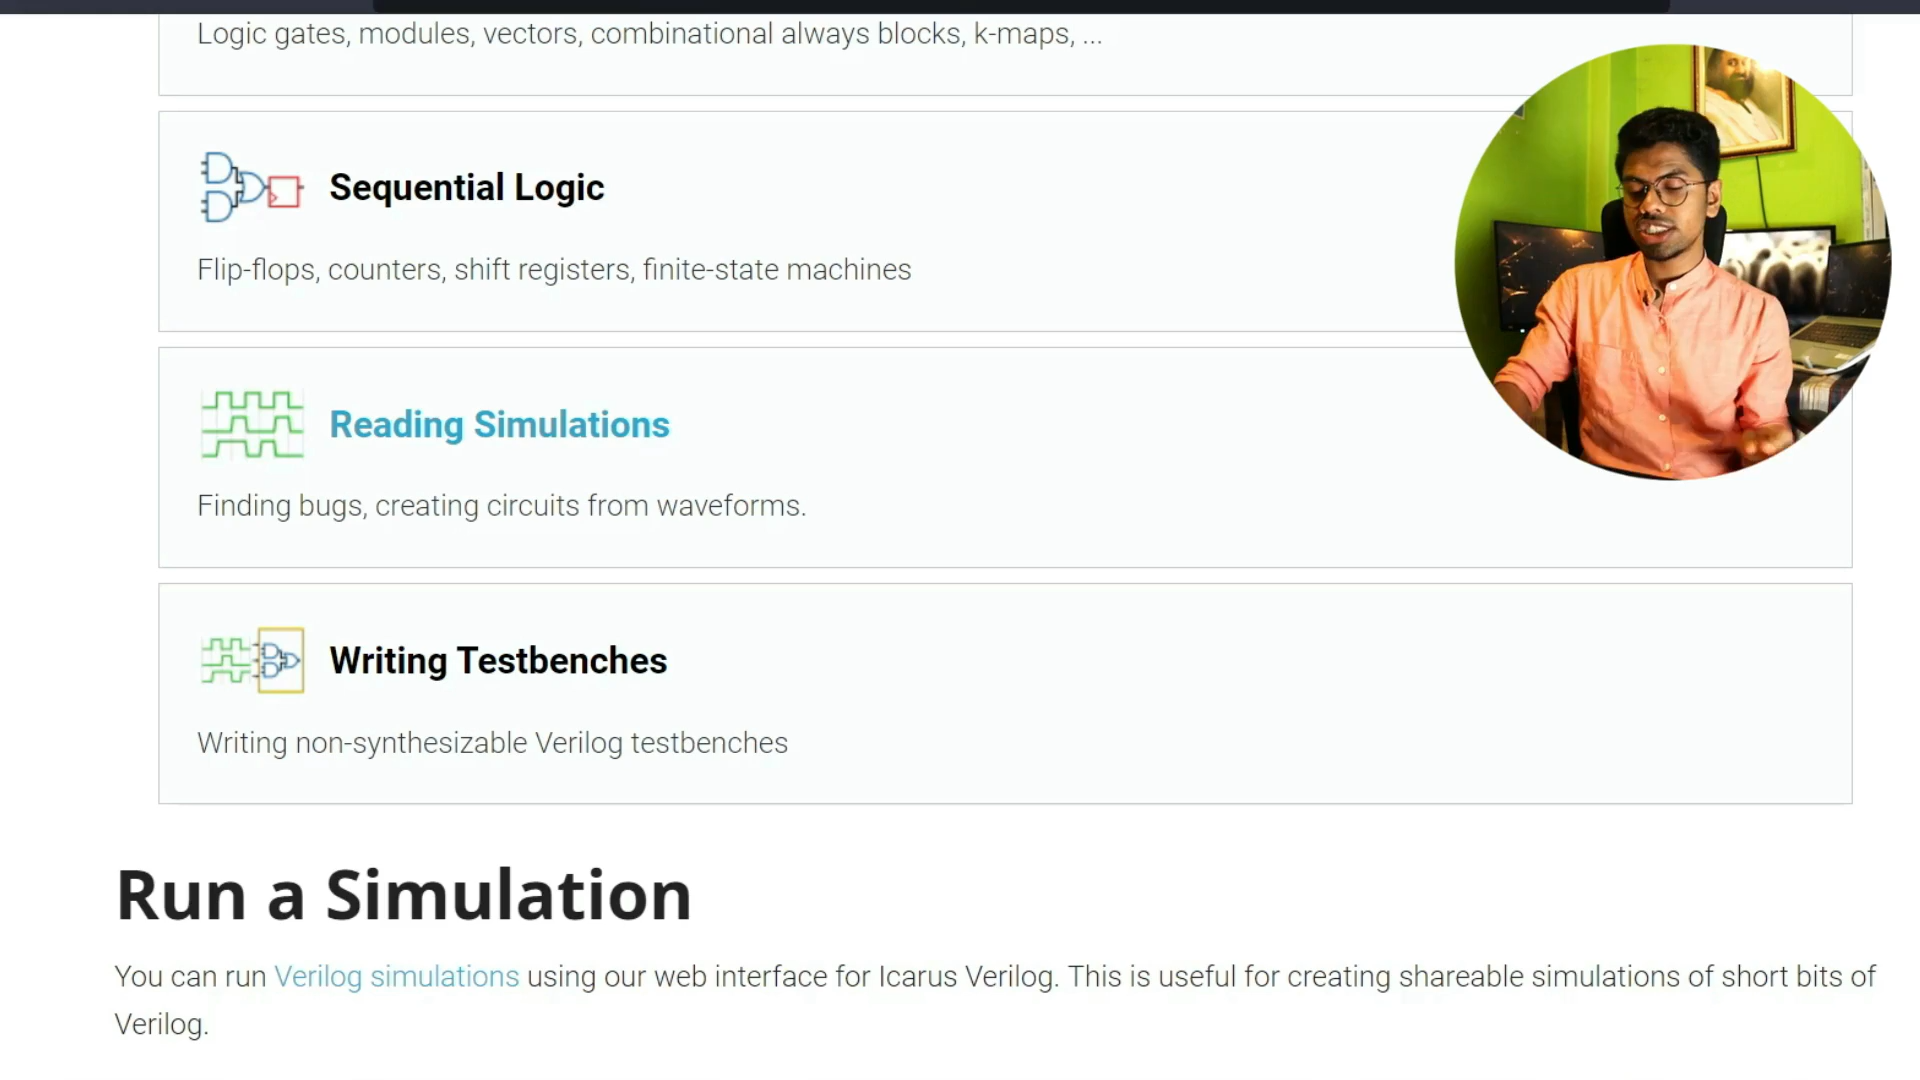 Logic gates, modules, vectors, combinational always blocks, k-maps, ...
Sequential Logic
Flip-flops, counters, shift registers, finite-state machines
Reading Simulations
Finding bugs, creating circuits from waveforms.
Writing Testbenches
Writing non-synthesizable Verilog testbenches
Run a Simulation
You can run Verilog simulations using our web interface for Icarus Verilog. This is useful for creating shareable simulations of short bits of
Verilog.